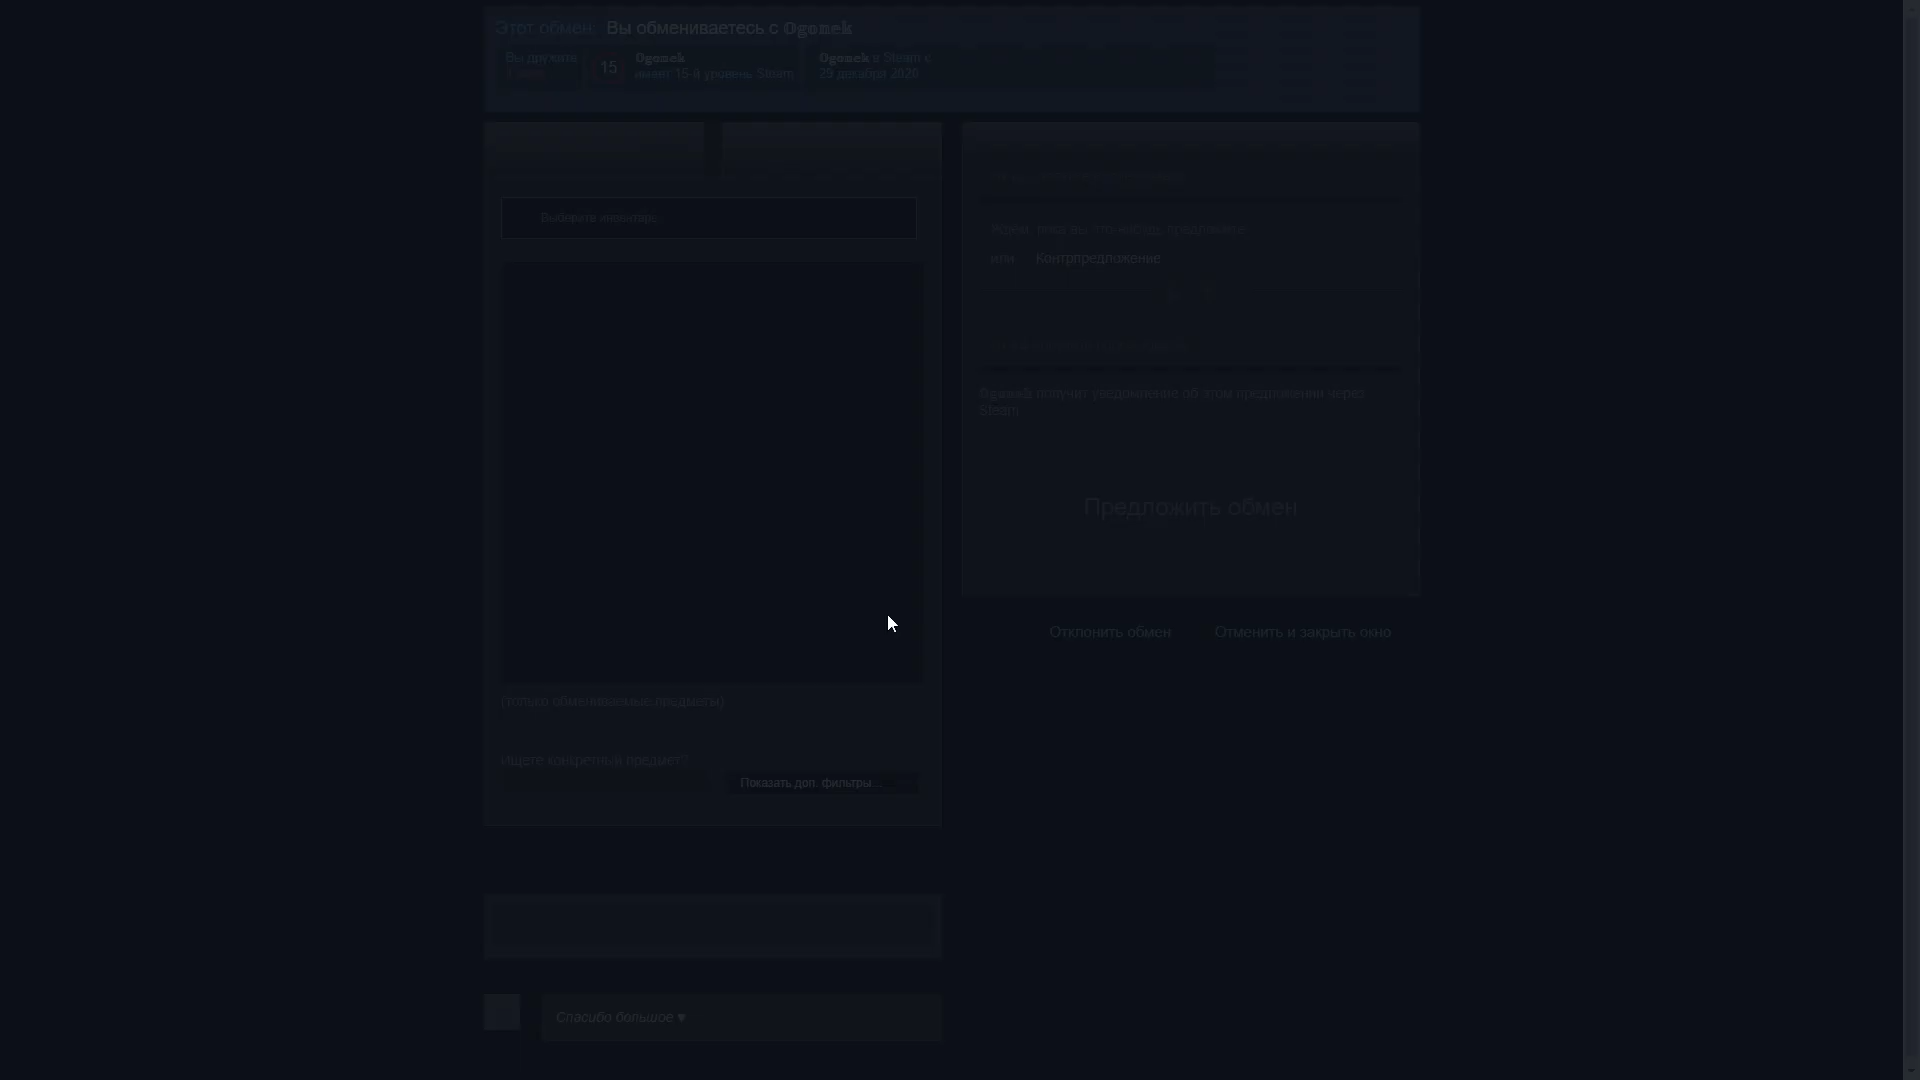 Этот обмен: Вы обмениваетесь с Ogonek
Вы дружите
15
Ogonek
имеет 15-й уровень Steam
Ogonek в Steam с
29 декабря 2020
Выберите инвентарь
или Контрпредложение
Ogonek получит уведомление об этом предложении через
Steam
Предложить обмен
Отклонить обмен
Отменить и закрыть окно
(только обмениваемые предметы)
Ищете конкретный предмет?
Показать доп. фильтры...
Спасибо большое ♥